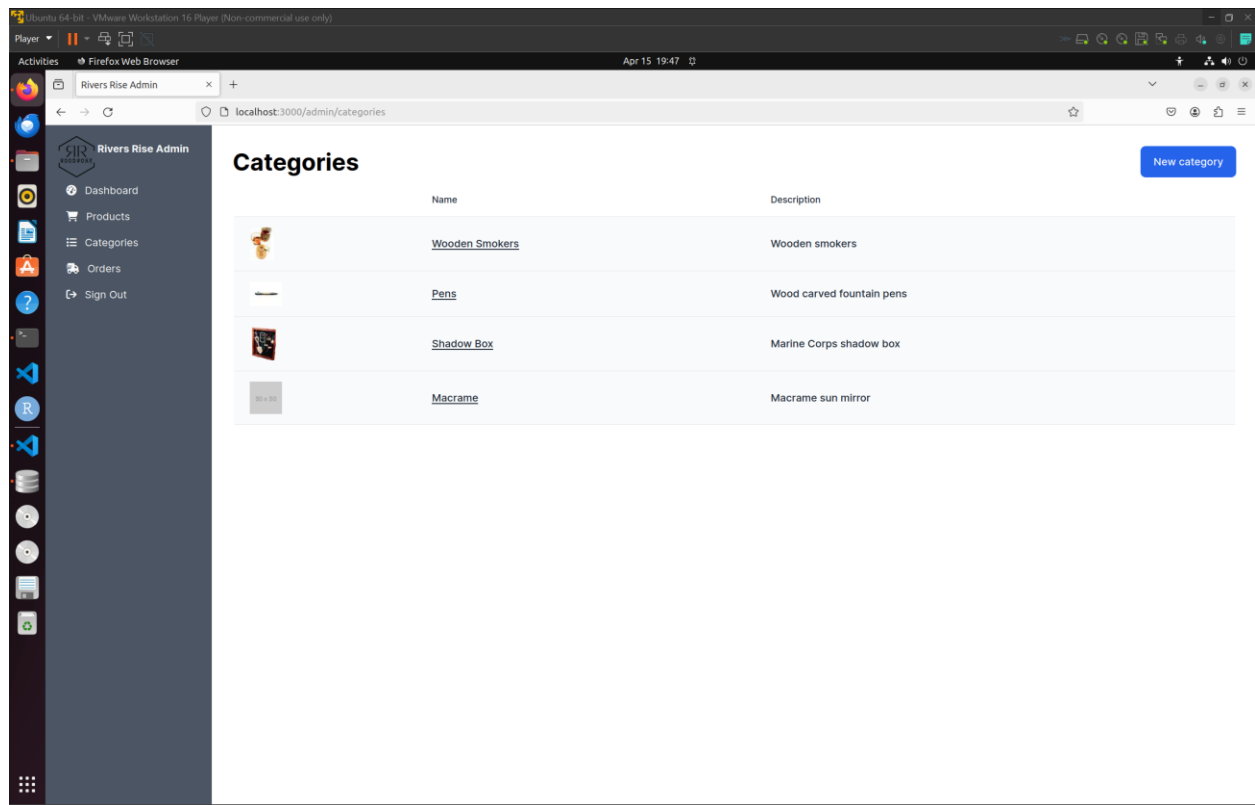 Ubuntu 64-bit - VMware Workstation 16 Player (Non-commercial use only)
Player
Activities Firefox Web Browser Apr 15 19:47
Rivers Rise Admin
localhost:3000/admin/categories
RR
WOODWORK
Rivers Rise Admin
Dashboard
Products
Categories
Orders
Sign Out
Categories
New category
Name Description
Wooden Smokers Wooden smokers
Pens Wood carved fountain pens
Shadow Box Marine Corps shadow box
Macrame Macrame sun mirror